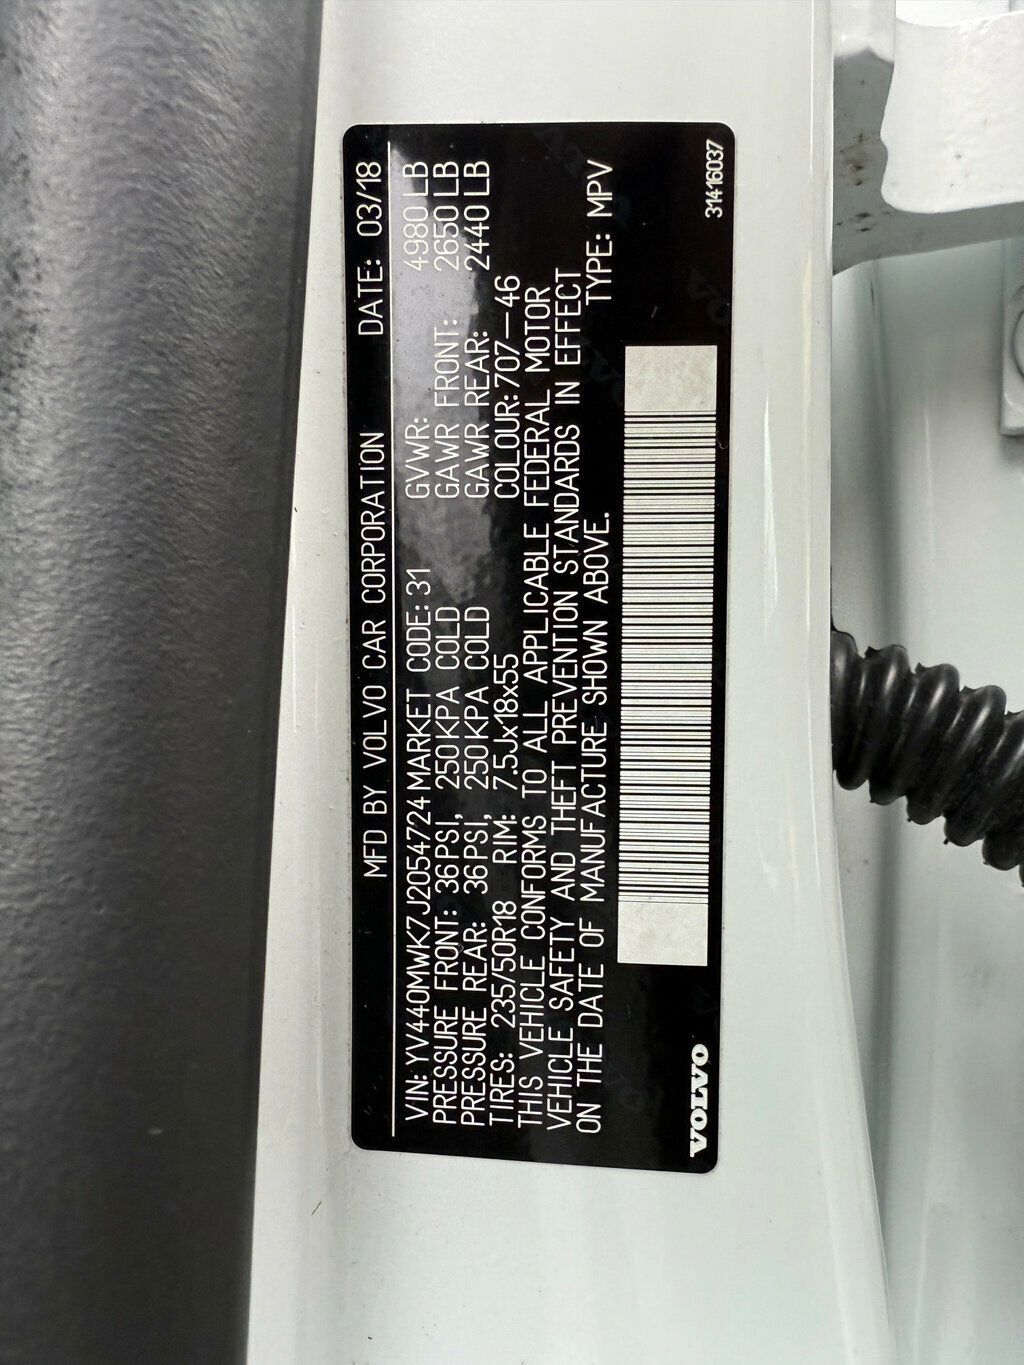 MFD BY VOLVO CAR CORPORATION DATE: 03/18
VIN: YV440MWK7J2054724 MARKET CODE: 31 GVWR: 4980 LB
PRESSURE FRONT: 36 PSI, 250 KPA COLD GAWR FRONT: 2650 LB
PRESSURE REAR: 36 PSI, 250 KPA COLD GAWR REAR: 2440 LB
TIRES: 235/50R18 RIM: 7.5Jx18x55 COLOUR: 707-46
THIS VEHICLE CONFORMS TO ALL APPLICABLE FEDERAL MOTOR
VEHICLE SAFETY AND THEFT PREVENTION STANDARDS IN EFFECT
ON THE DATE OF MANUFACTURE SHOWN ABOVE. TYPE: MPV
VOLVO 31416037